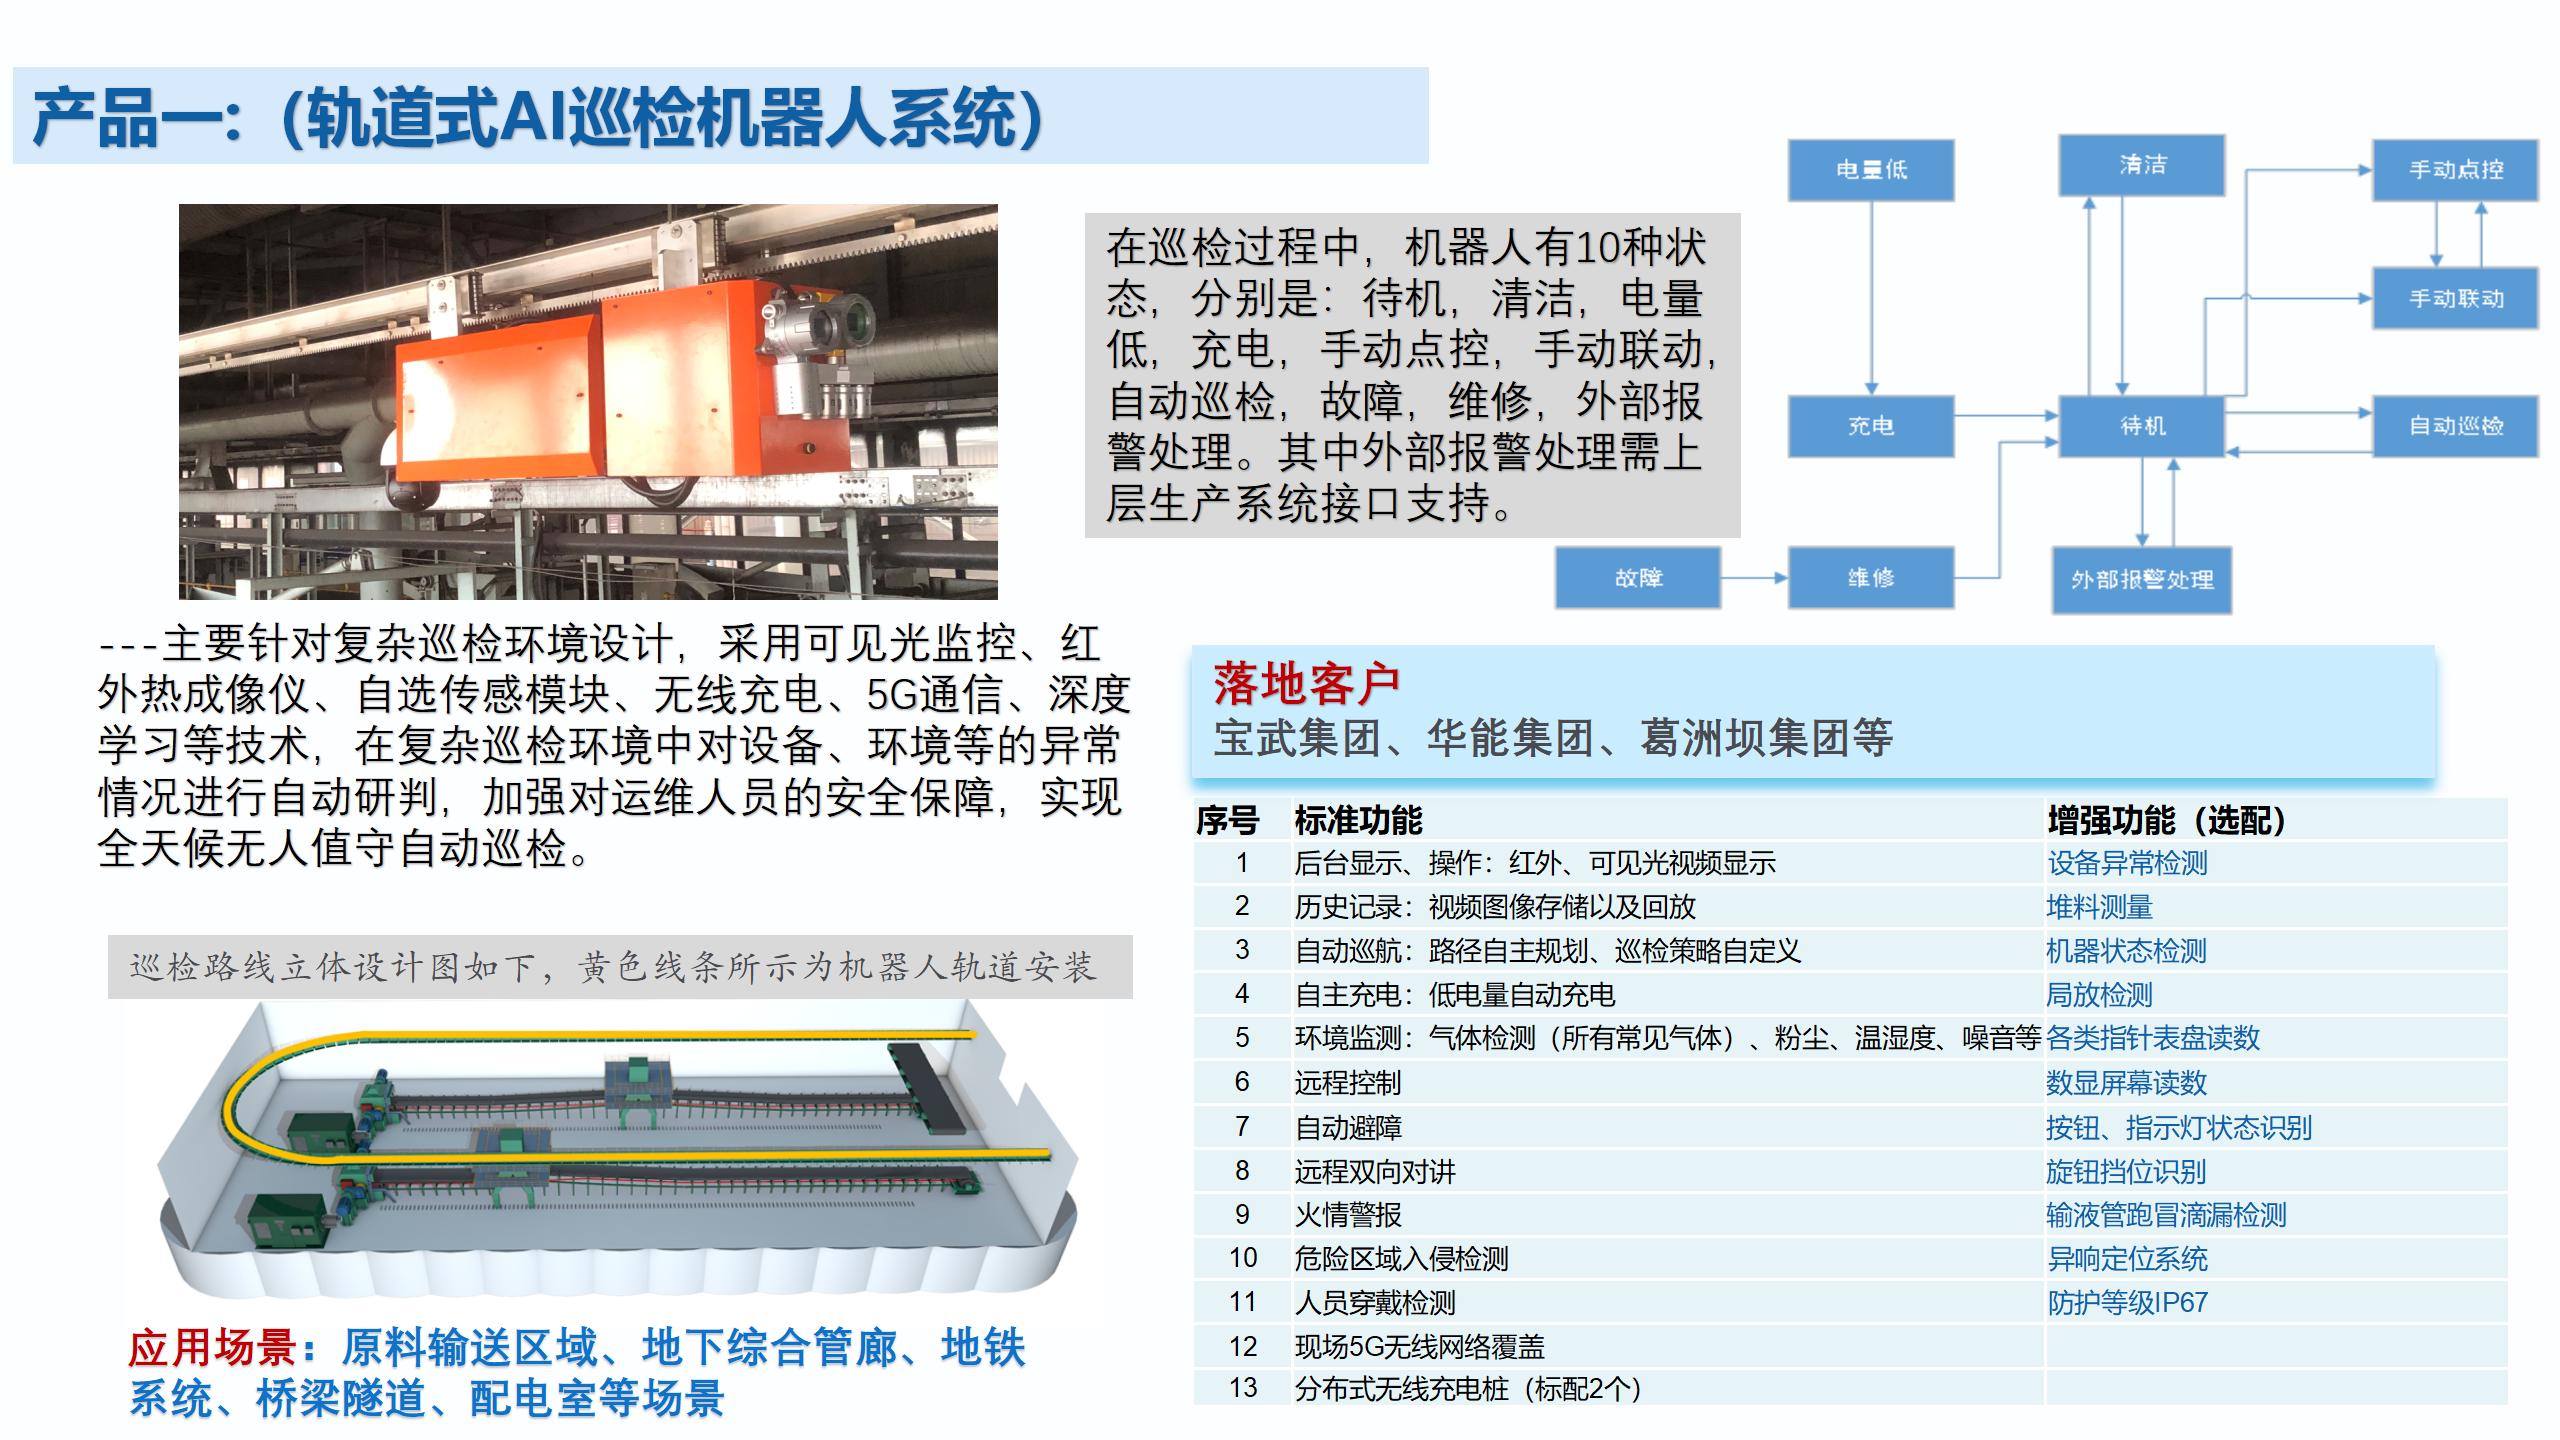 产品一:（轨道式AI巡检机器人系统）
在巡检过程中，机器人有10种状
态，分别是：待机，清洁，电量
低，充电，手动点控，手动联动，
自动巡检，故障，维修，外部报
警处理。其中外部报警处理需上
层生产系统接口支持。
电量低
清洁
手动点控
手动联动
充电
待机
自动巡检
故障
维修
外部报警处理
---主要针对复杂巡检环境设计，采用可见光监控、红
外热成像仪、自选传感模块、无线充电、5G通信、深度
学习等技术，在复杂巡检环境中对设备、环境等的异常
情况进行自动研判，加强对运维人员的安全保障，实现
全天候无人值守自动巡检。
巡检路线立体设计图如下，黄色线条所示为机器人轨道安装
应用场景：原料输送区域、地下综合管廊、地铁
系统、桥梁隧道、配电室等场景
落地客户
宝武集团、华能集团、葛洲坝集团等
序号 标准功能 增强功能（选配）
1 后台显示、操作：红外、可见光视频显示 设备异常检测
2 历史记录：视频图像存储以及回放 堆料测量
3 自动巡航：路径自主规划、巡检策略自定义 机器状态检测
4 自主充电：低电量自动充电 局放检测
5 环境监测：气体检测（所有常见气体）、粉尘、温湿度、噪音等 各类指针表盘读数
6 远程控制 数显屏幕读数
7 自动避障 按钮、指示灯状态识别
8 远程双向对讲 旋钮挡位识别
9 火情警报 输液管跑冒滴漏检测
10 危险区域入侵检测 异响定位系统
11 人员穿戴检测 防护等级IP67
12 现场5G无线网络覆盖
13 分布式无线充电桩（标配2个）